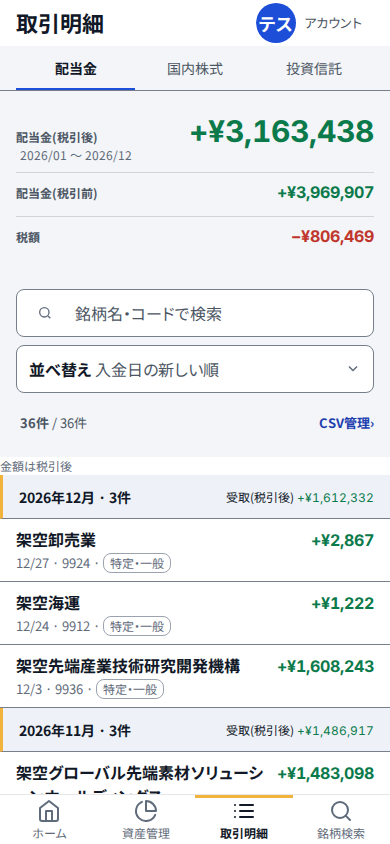 取引明細
テス アカウント
配当金 国内株式 投資信託
配当金(税引後) +¥3,163,438
2026/01 〜 2026/12
配当金(税引前) +¥3,969,907
税額 −¥806,469
銘柄名・コードで検索
並べ替え 入金日の新しい順
36件 / 36件 CSV管理›
金額は税引後
2026年12月・3件 受取(税引後) +¥1,612,332
架空卸売業 +¥2,867
12/27・9924・特定・一般
架空海運 +¥1,222
12/24・9912・特定・一般
架空先端産業技術研究開発機構 +¥1,608,243
12/3・9936・特定・一般
2026年11月・3件 受取(税引後) +¥1,486,917
架空グローバル先端素材ソリューシ +¥1,483,098
ョンホールディングス
ホーム 資産管理 取引明細 銘柄検索